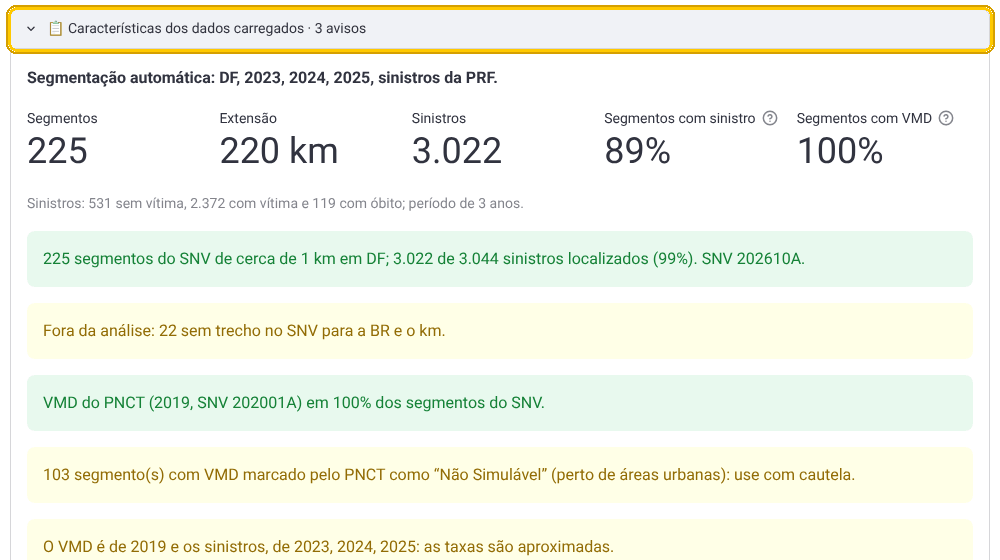 Características dos dados carregados · 3 avisos
Segmentação automática: DF, 2023, 2024, 2025, sinistros da PRF.
Segmentos Extensão Sinistros Segmentos com sinistro Segmentos com VMD
225 220 km 3.022 89% 100%
Sinistros: 531 sem vítima, 2.372 com vítima e 119 com óbito; período de 3 anos.
225 segmentos do SNV de cerca de 1 km em DF; 3.022 de 3.044 sinistros localizados (99%). SNV 202610A.
Fora da análise: 22 sem trecho no SNV para a BR e o km.
VMD do PNCT (2019, SNV 202001A) em 100% dos segmentos do SNV.
103 segmento(s) com VMD marcado pelo PNCT como “Não Simulável” (perto de áreas urbanas): use com cautela.
O VMD é de 2019 e os sinistros, de 2023, 2024, 2025: as taxas são aproximadas.